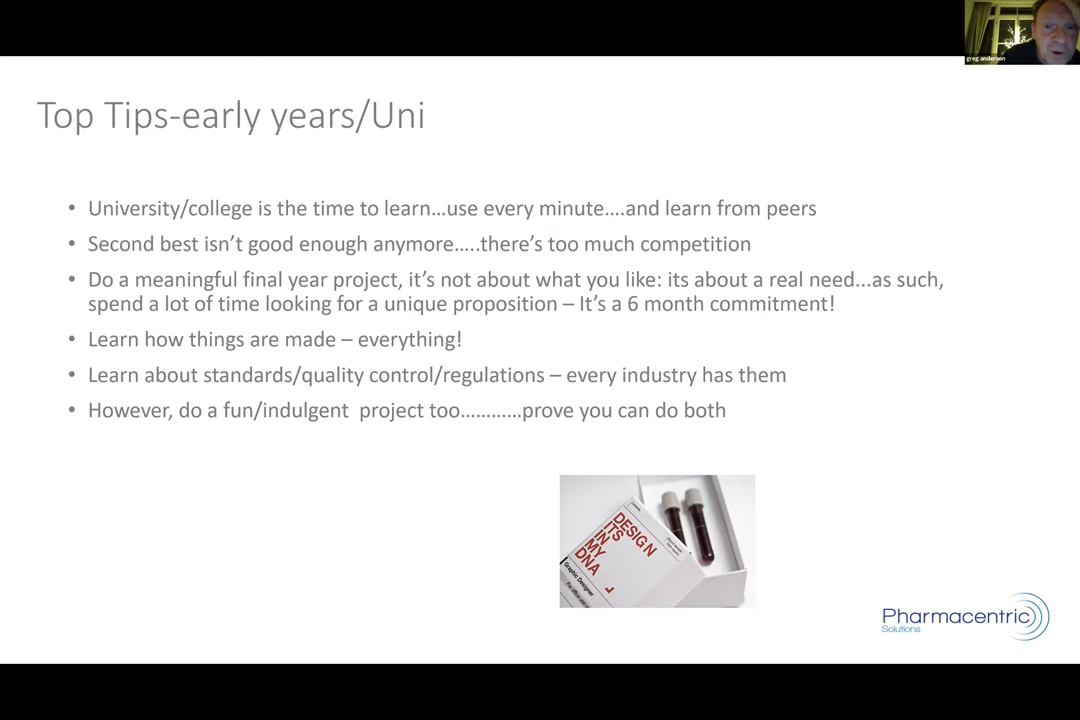 greg anderson
Top Tips-early years/Uni
• University/college is the time to learn…use every minute….and learn from peers
• Second best isn’t good enough anymore…..there’s too much competition
• Do a meaningful final year project, it’s not about what you like: its about a real need...as such,
spend a lot of time looking for a unique proposition – It’s a 6 month commitment!
• Learn how things are made – everything!
• Learn about standards/quality control/regulations – every industry has them
• However, do a fun/indulgent  project too…………prove you can do both
DESIGN
ITS
IN
MY
DNA
Graphic Designer
Pharmacentric
Solutions